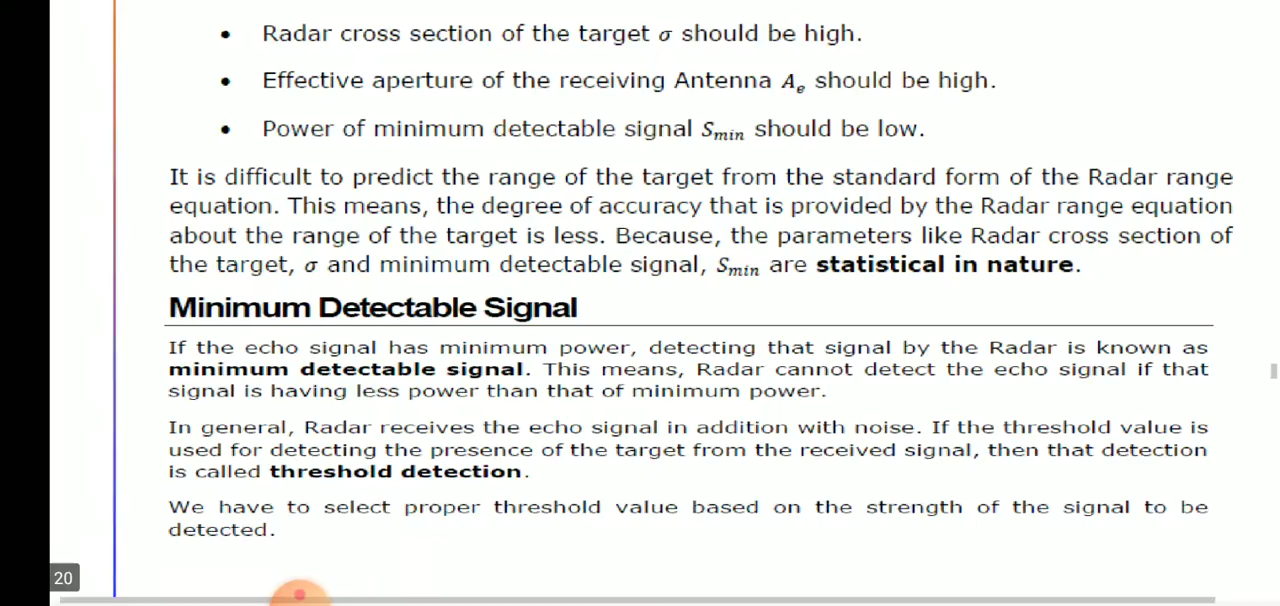 • Radar cross section of the target σ should be high.
• Effective aperture of the receiving Antenna Aₑ should be high.
• Power of minimum detectable signal Smin should be low.
It is difficult to predict the range of the target from the standard form of the Radar range
equation. This means, the degree of accuracy that is provided by the Radar range equation
about the range of the target is less. Because, the parameters like Radar cross section of
the target, σ and minimum detectable signal, Smin are statistical in nature.
Minimum Detectable Signal
If the echo signal has minimum power, detecting that signal by the Radar is known as
minimum detectable signal. This means, Radar cannot detect the echo signal if that
signal is having less power than that of minimum power.
In general, Radar receives the echo signal in addition with noise. If the threshold value is
used for detecting the presence of the target from the received signal, then that detection
is called threshold detection.
We have to select proper threshold value based on the strength of the signal to be
detected.
20